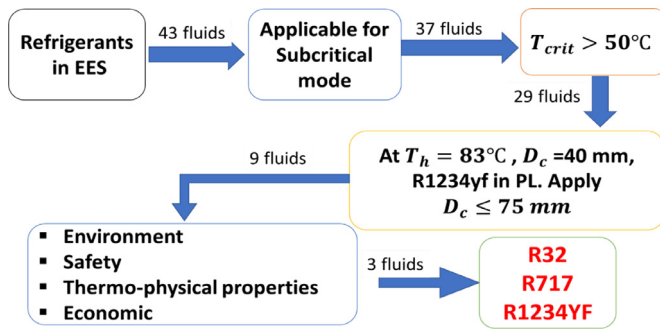 Refrigerants
in EES
43 fluids
Applicable for
Subcritical
mode
37 fluids
T_crit > 50°C
29 fluids
At T_h = 83°C , D_c =40 mm,
R1234yf in PL. Apply
D_c ≤ 75 mm
9 fluids
▪ Environment
▪ Safety
▪ Thermo-physical properties
▪ Economic
3 fluids
R32
R717
R1234YF